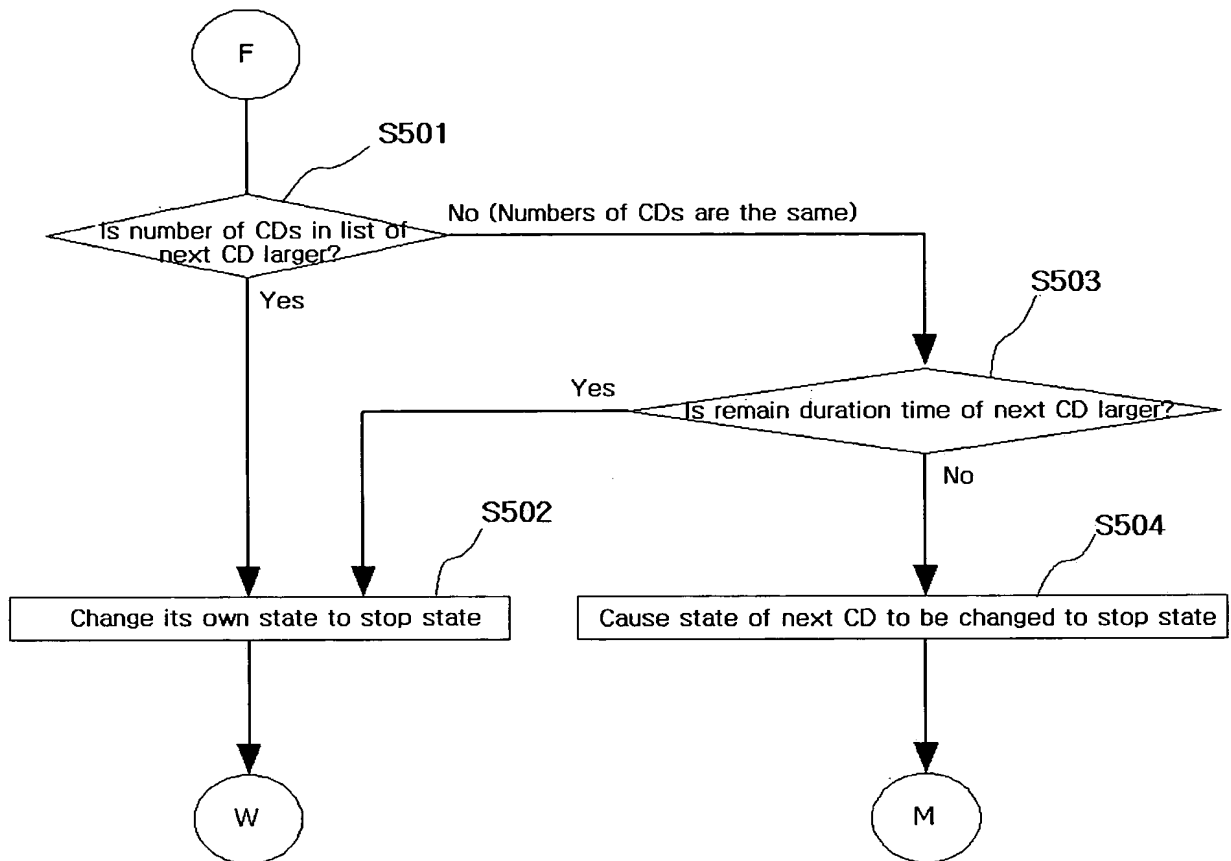 F
S501
Is number of CDs in list of
next CD larger?
No (Numbers of CDs are the same)
Yes
S503
Is remain duration time of next CD larger?
Yes
No
S502
S504
Change its own state to stop state
Cause state of next CD to be changed to stop state
W
M